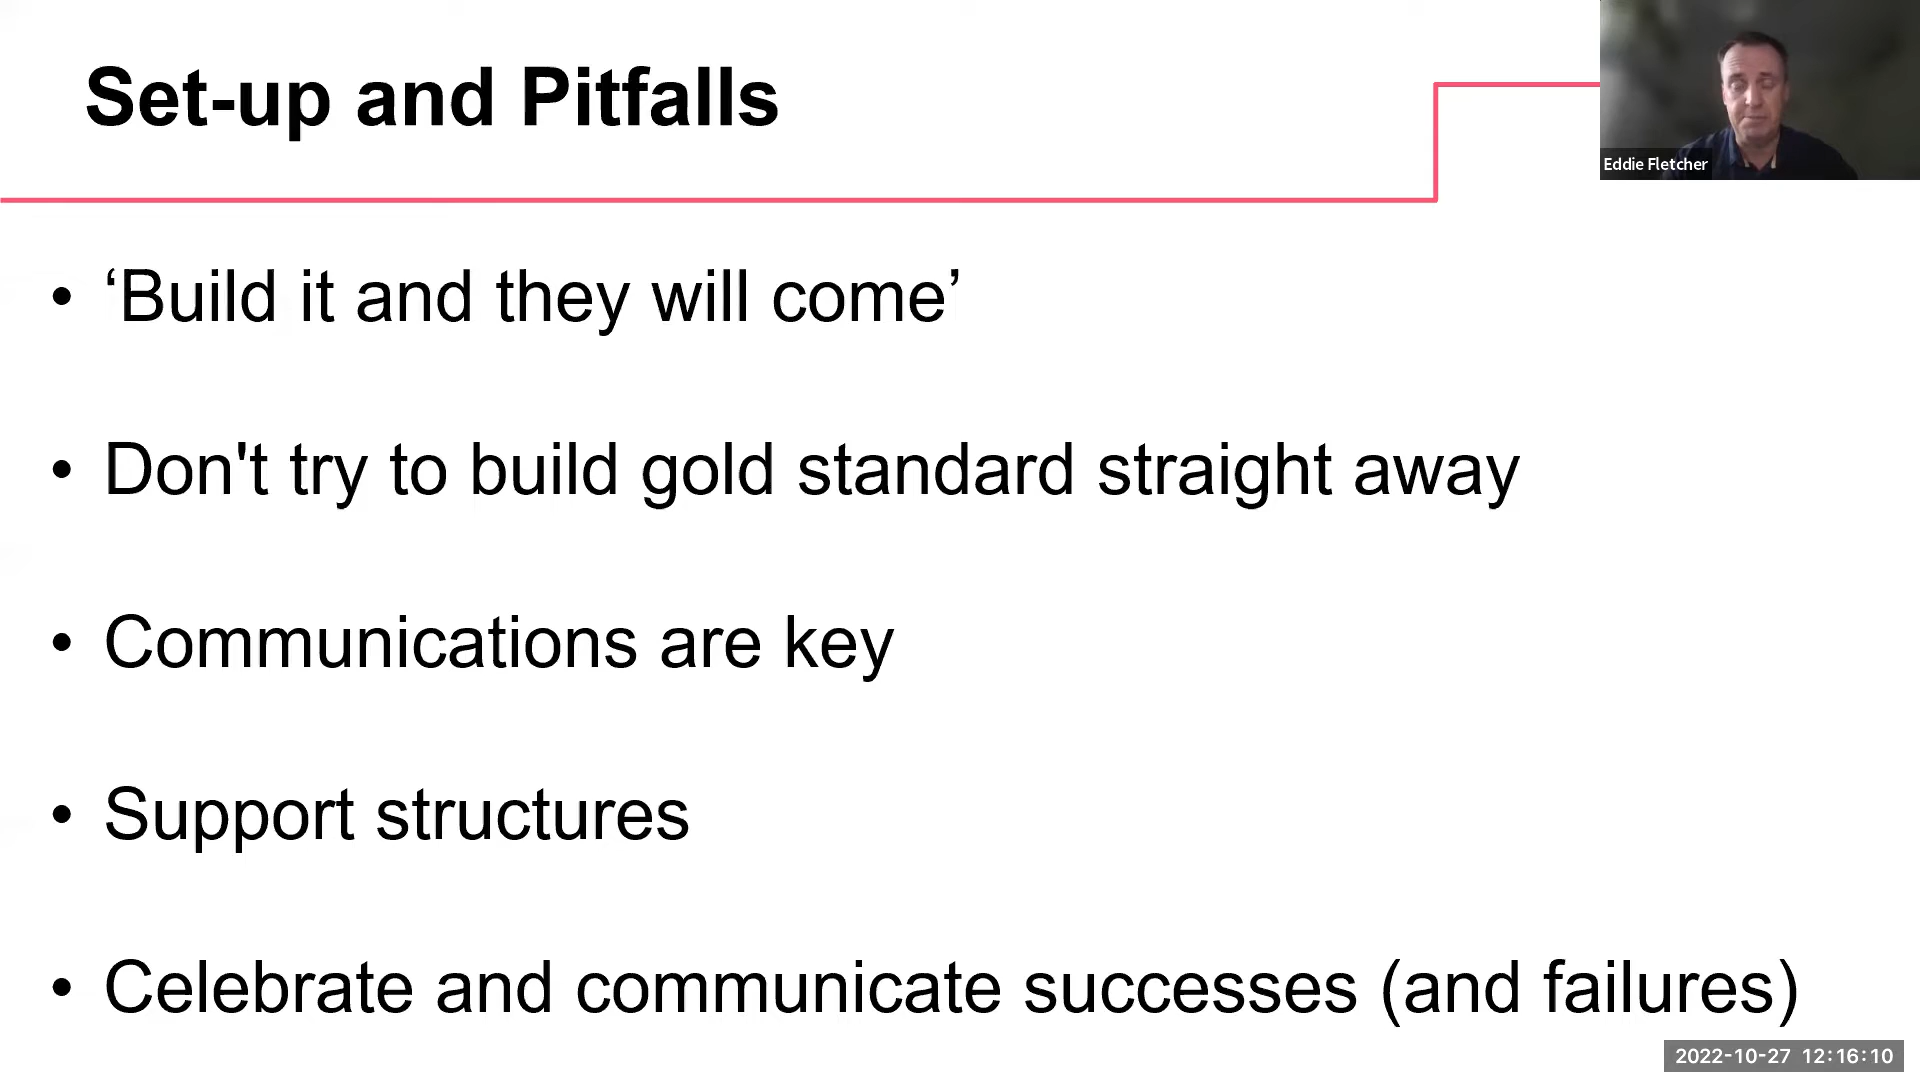 Set-up and Pitfalls
Eddie Fletcher
• ‘Build it and they will come’
• Don't try to build gold standard straight away
• Communications are key
• Support structures
• Celebrate and communicate successes (and failures)
2022-10-27 12:16:10